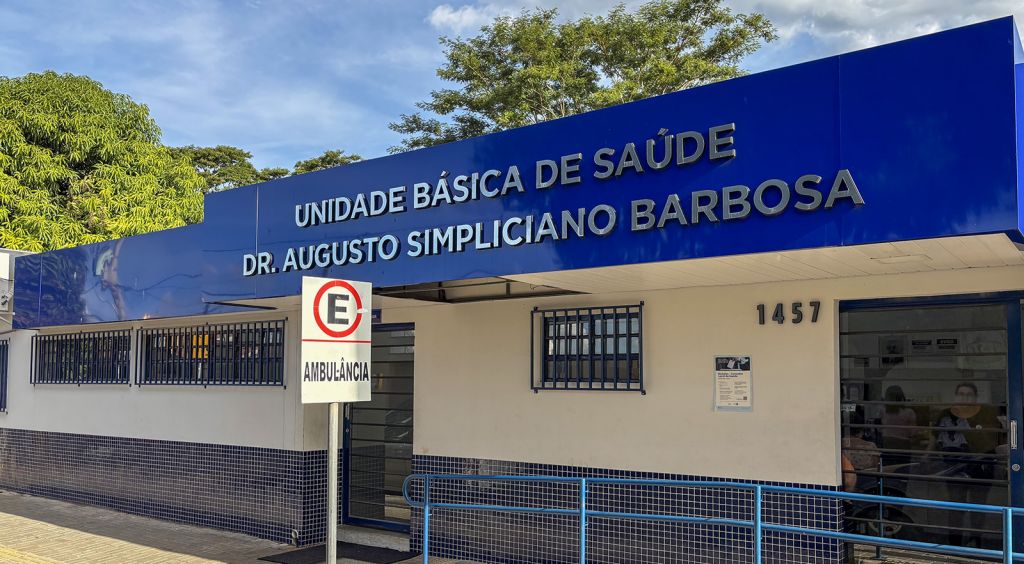 UNIDADE BÁSICA DE SAÚDE
DR. AUGUSTO SIMPLICIANO BARBOSA
E
AMBULÂNCIA
1457